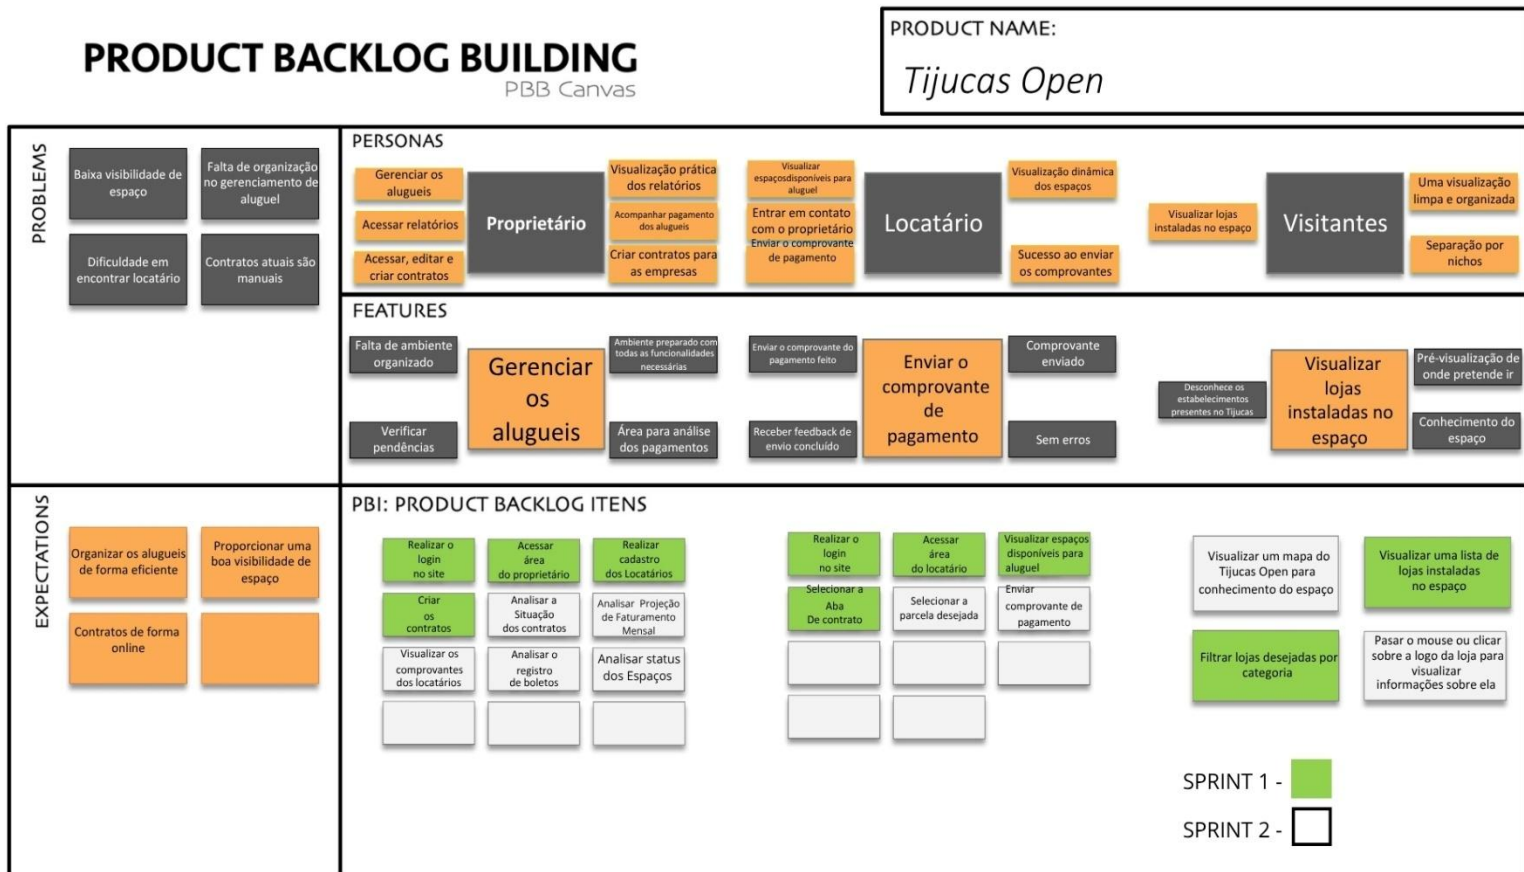 PRODUCT BACKLOG BUILDING
PBB Canvas
PRODUCT NAME:
Tijucas Open
PROBLEMS
Baixa visibilidade de
espaço
Falta de organização
no gerenciamento de
aluguel
Dificuldade em
encontrar locatário
Contratos atuais são
manuais
PERSONAS
Gerenciar os
alugueis
Acessar relatórios
Acessar, editar e
criar contratos
Proprietário
Visualização prática
dos relatórios
Acompanhar pagamento
dos alugueis
Criar contratos para
as empresas
Visualizar
espaçosdisponíveis para
aluguel
Entrar em contato
com o proprietário
Enviar o comprovante
de pagamento
Locatário
Visualização dinâmica
dos espaços
Sucesso ao enviar
os comprovantes
Visualizar lojas
instaladas no espaço
Visitantes
Uma visualização
limpa e organizada
Separação por
nichos
FEATURES
Falta de ambiente
organizado
Verificar
pendências
Gerenciar
os
alugueis
Ambiente preparado com
todas as funcionalidades
necessárias
Área para análise
dos pagamentos
Enviar o comprovante do
pagamento feito
Receber feedback de
envio concluído
Enviar o
comprovante
de
pagamento
Comprovante
enviado
Sem erros
Desconhece os
estabelecimentos
presentes no Tijucas
Visualizar
lojas
instaladas no
espaço
Pré-visualização de
onde pretende ir
Conhecimento do
espaço
EXPECTATIONS
Organizar os alugueis
de forma eficiente
Proporcionar uma
boa visibilidade de
espaço
Contratos de forma
online
PBI: PRODUCT BACKLOG ITENS
Realizar o
login
no site
Acessar
área
do proprietário
Realizar
cadastro
dos Locatários
Criar
os
contratos
Analisar a
Situação
dos contratos
Analisar Projeção
de Faturamento
Mensal
Visualizar os
comprovantes
dos locatários
Analisar o
registro
de boletos
Analisar status
dos Espaços
Realizar o
login
no site
Acessar
área
do locatário
Visualizar espaços
disponíveis para
aluguel
Selecionar a
Aba
De contrato
Selecionar a
parcela desejada
Enviar
comprovante de
pagamento
Visualizar um mapa do
Tijucas Open para
conhecimento do espaço
Visualizar uma lista de
lojas instaladas
no espaço
Filtrar lojas desejadas por
categoria
Pasar o mouse ou clicar
sobre a logo da loja para
visualizar
informações sobre ela
SPRINT 1 -
SPRINT 2 -